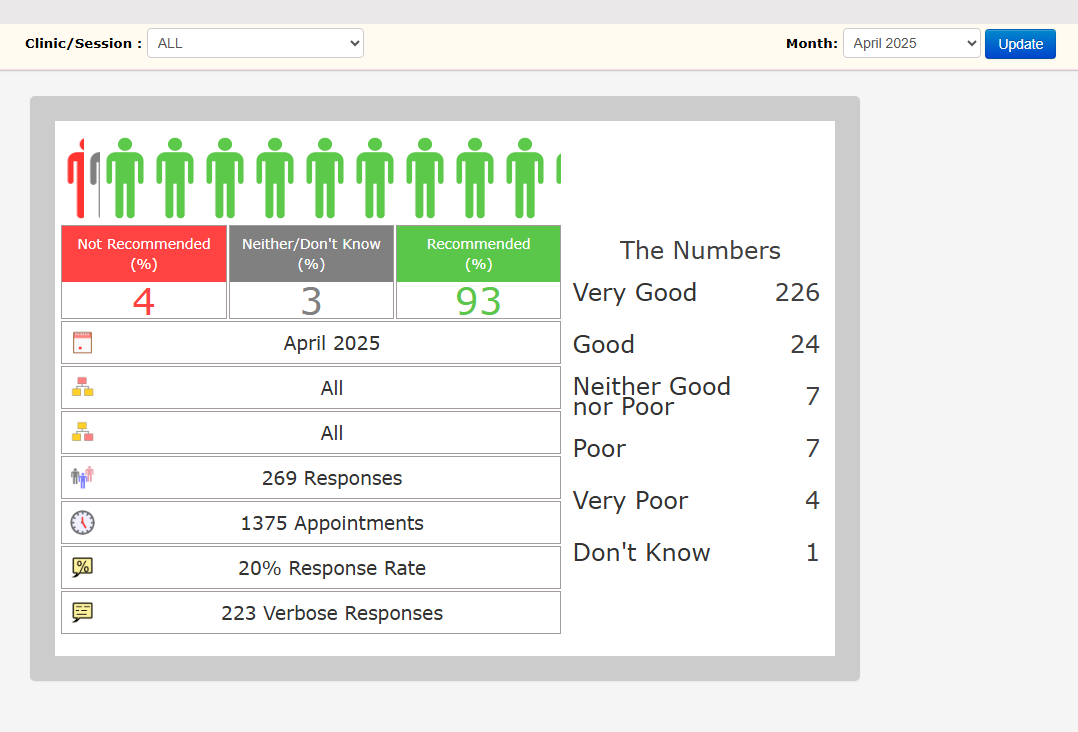 Clinic/Session : ALL Month: April 2025 Update
Not Recommended
(%)
Neither/Don't Know
(%)
Recommended
(%)
4
3
93
April 2025
All
All
269 Responses
1375 Appointments
%
20% Response Rate
223 Verbose Responses
The Numbers
Very Good 226
Good 24
Neither Good
nor Poor 7
Poor 7
Very Poor 4
Don't Know 1